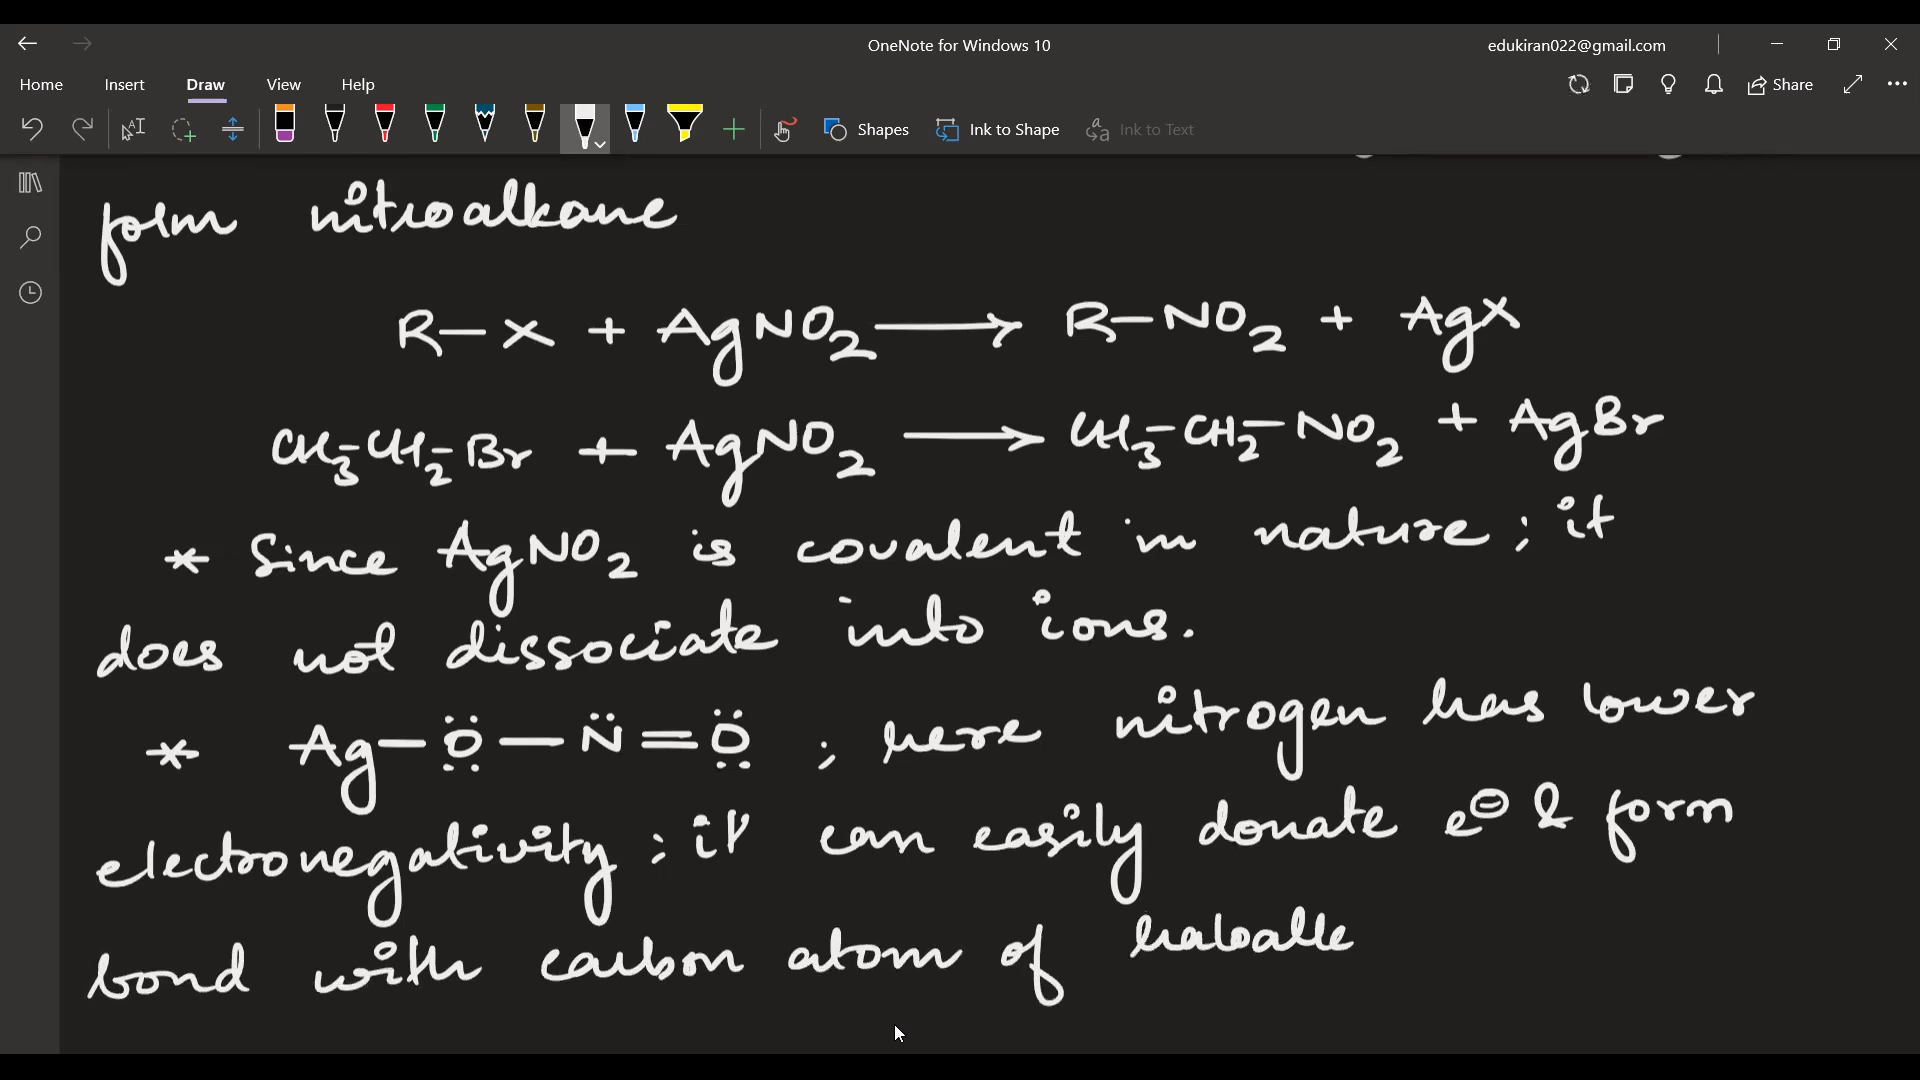 OneNote for Windows 10
edukiran022@gmail.com
Home Insert Draw View Help
Share
Shapes Ink to Shape Ink to Text
form nitroalkane
R–X + AgNO₂ ⟶ R–NO₂ + AgX
CH₃–CH₂–Br + AgNO₂ ⟶ CH₃–CH₂–NO₂ + AgBr
* Since AgNO₂ is covalent in nature; it
does not dissociate into ions.
* Ag–O–N=O ; here nitrogen has lower
electronegativity; it can easily donate e⊖ & form
bond with carbon atom of haloalk